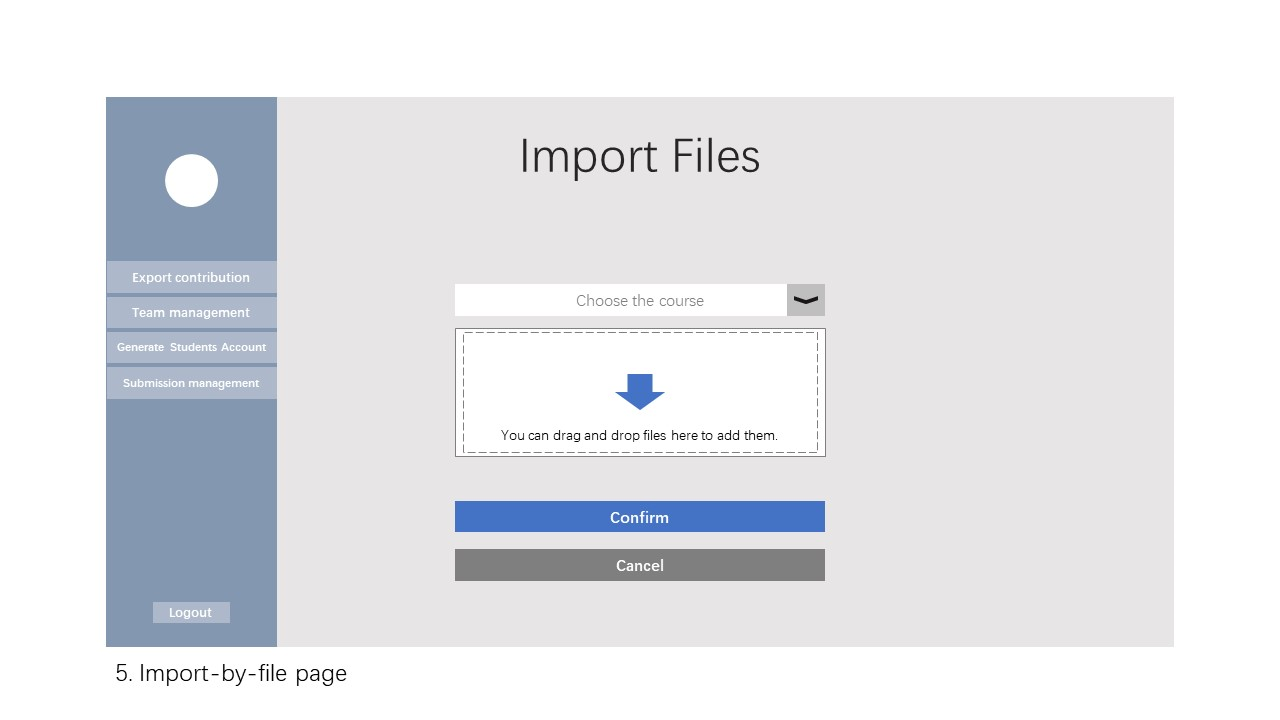 Import Files
Export contribution
Team management
Generate Students Account
Submission management
Logout
Choose the course
You can drag and drop files here to add them.
Confirm
Cancel
5. Import-by-file page